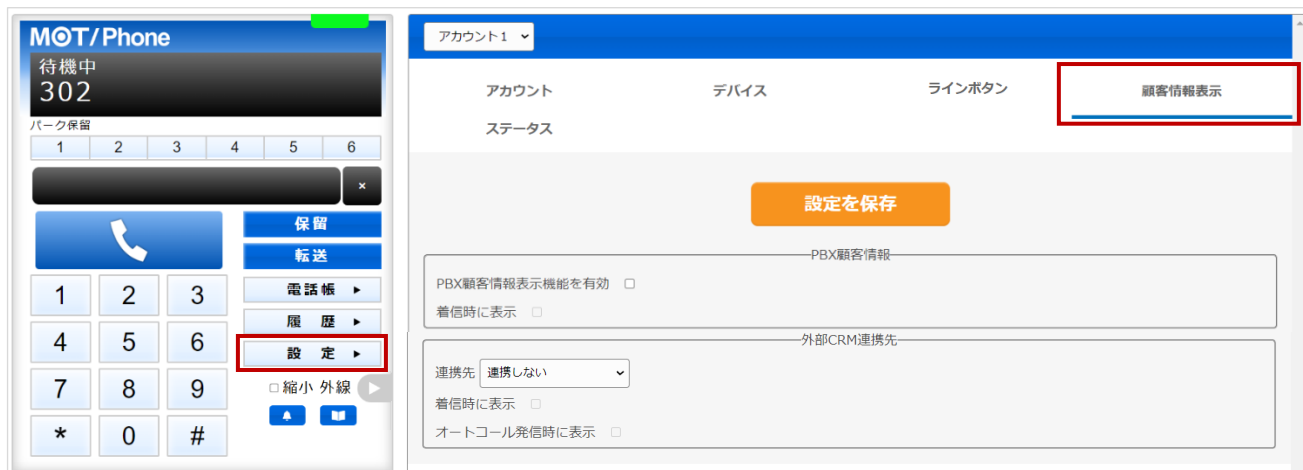 MOT/Phone
待機中
302
パーク保留
1 2 3 4 5 6
×
保留
転送
1 2 3
電話帳 ▶
履 歴 ▶
4 5 6
設 定 ▶
7 8 9
縮小 外線
* 0 #
アカウント1
アカウント デバイス ラインボタン 顧客情報表示
ステータス
設定を保存
PBX顧客情報
PBX顧客情報表示機能を有効
着信時に表示
外部CRM連携先
連携先 連携しない
着信時に表示
オートコール発信時に表示